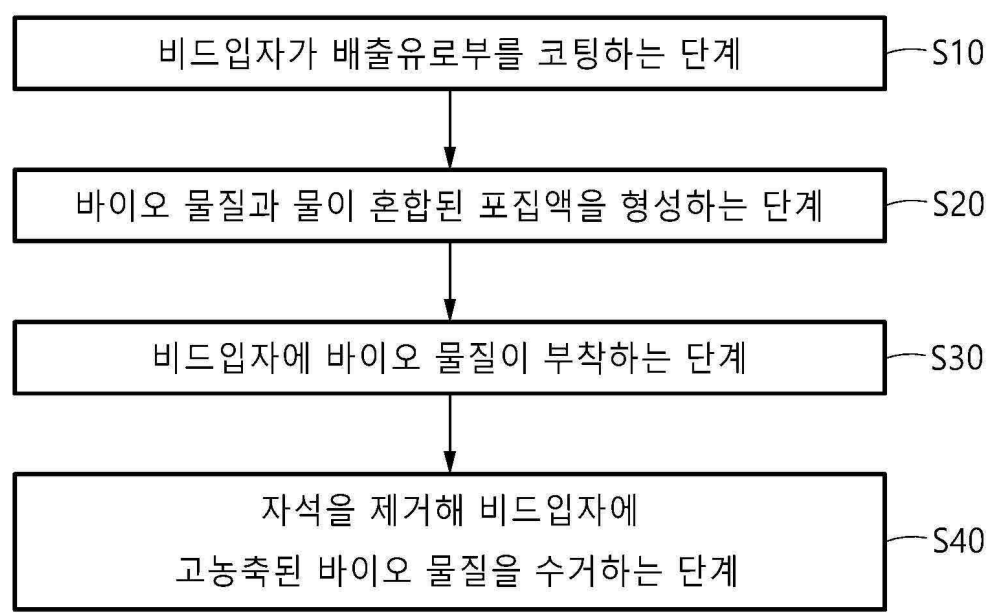 비드입자가 배출유로부를 코팅하는 단계
S10
바이오 물질과 물이 혼합된 포집액을 형성하는 단계
S20
비드입자에 바이오 물질이 부착하는 단계
S30
자석을 제거해 비드입자에
고농축된 바이오 물질을 수거하는 단계
S40